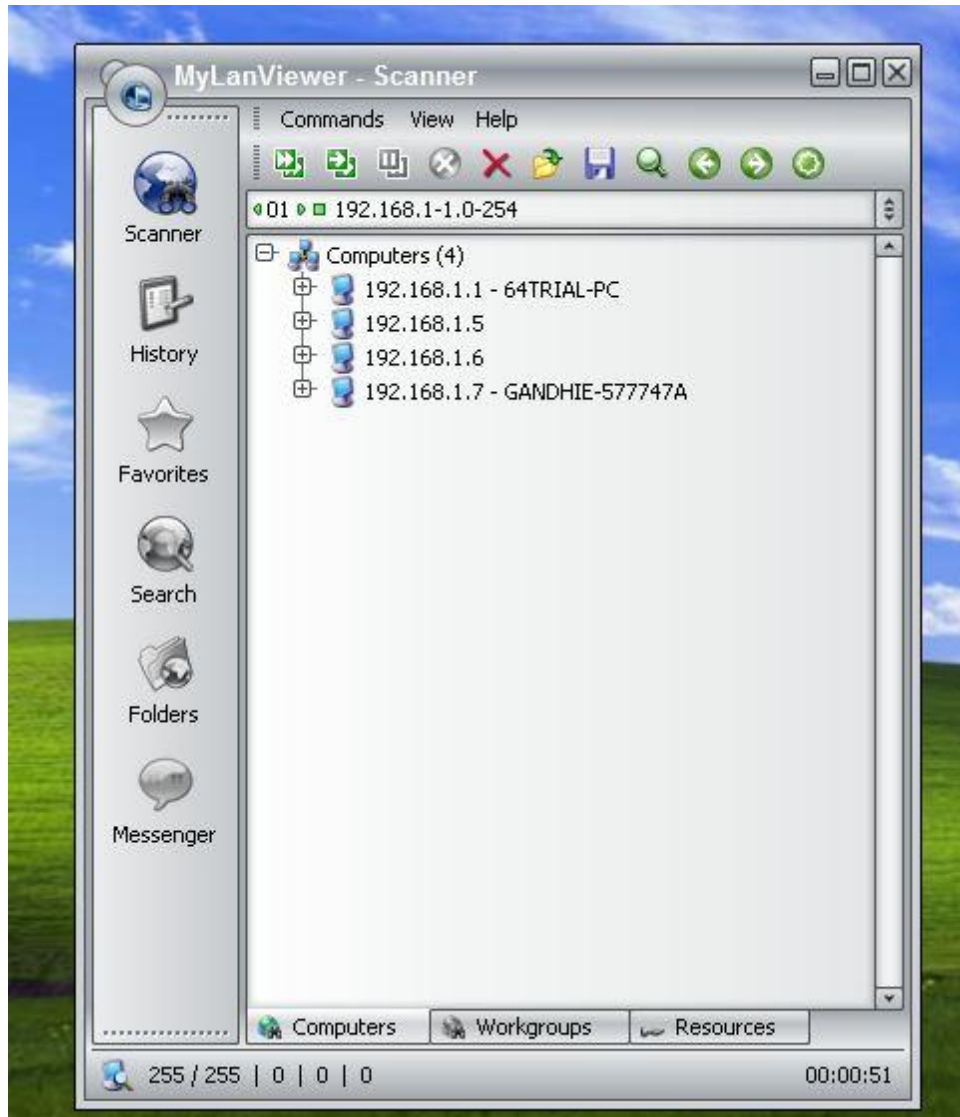 MyLanViewer - Scanner
Commands View Help
01 192.168.1-1.0-254
Scanner
History
Favorites
Search
Folders
Messenger
Computers (4)
192.168.1.1 - 64TRIAL-PC
192.168.1.5
192.168.1.6
192.168.1.7 - GANDHIE-577747A
Computers Workgroups Resources
255 / 255 | 0 | 0 | 0 00:00:51